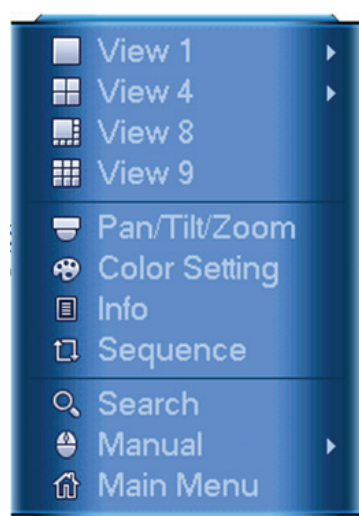 View 1
View 4
View 8
View 9
Pan/Tilt/Zoom
Color Setting
Info
Sequence
Search
Manual
Main Menu